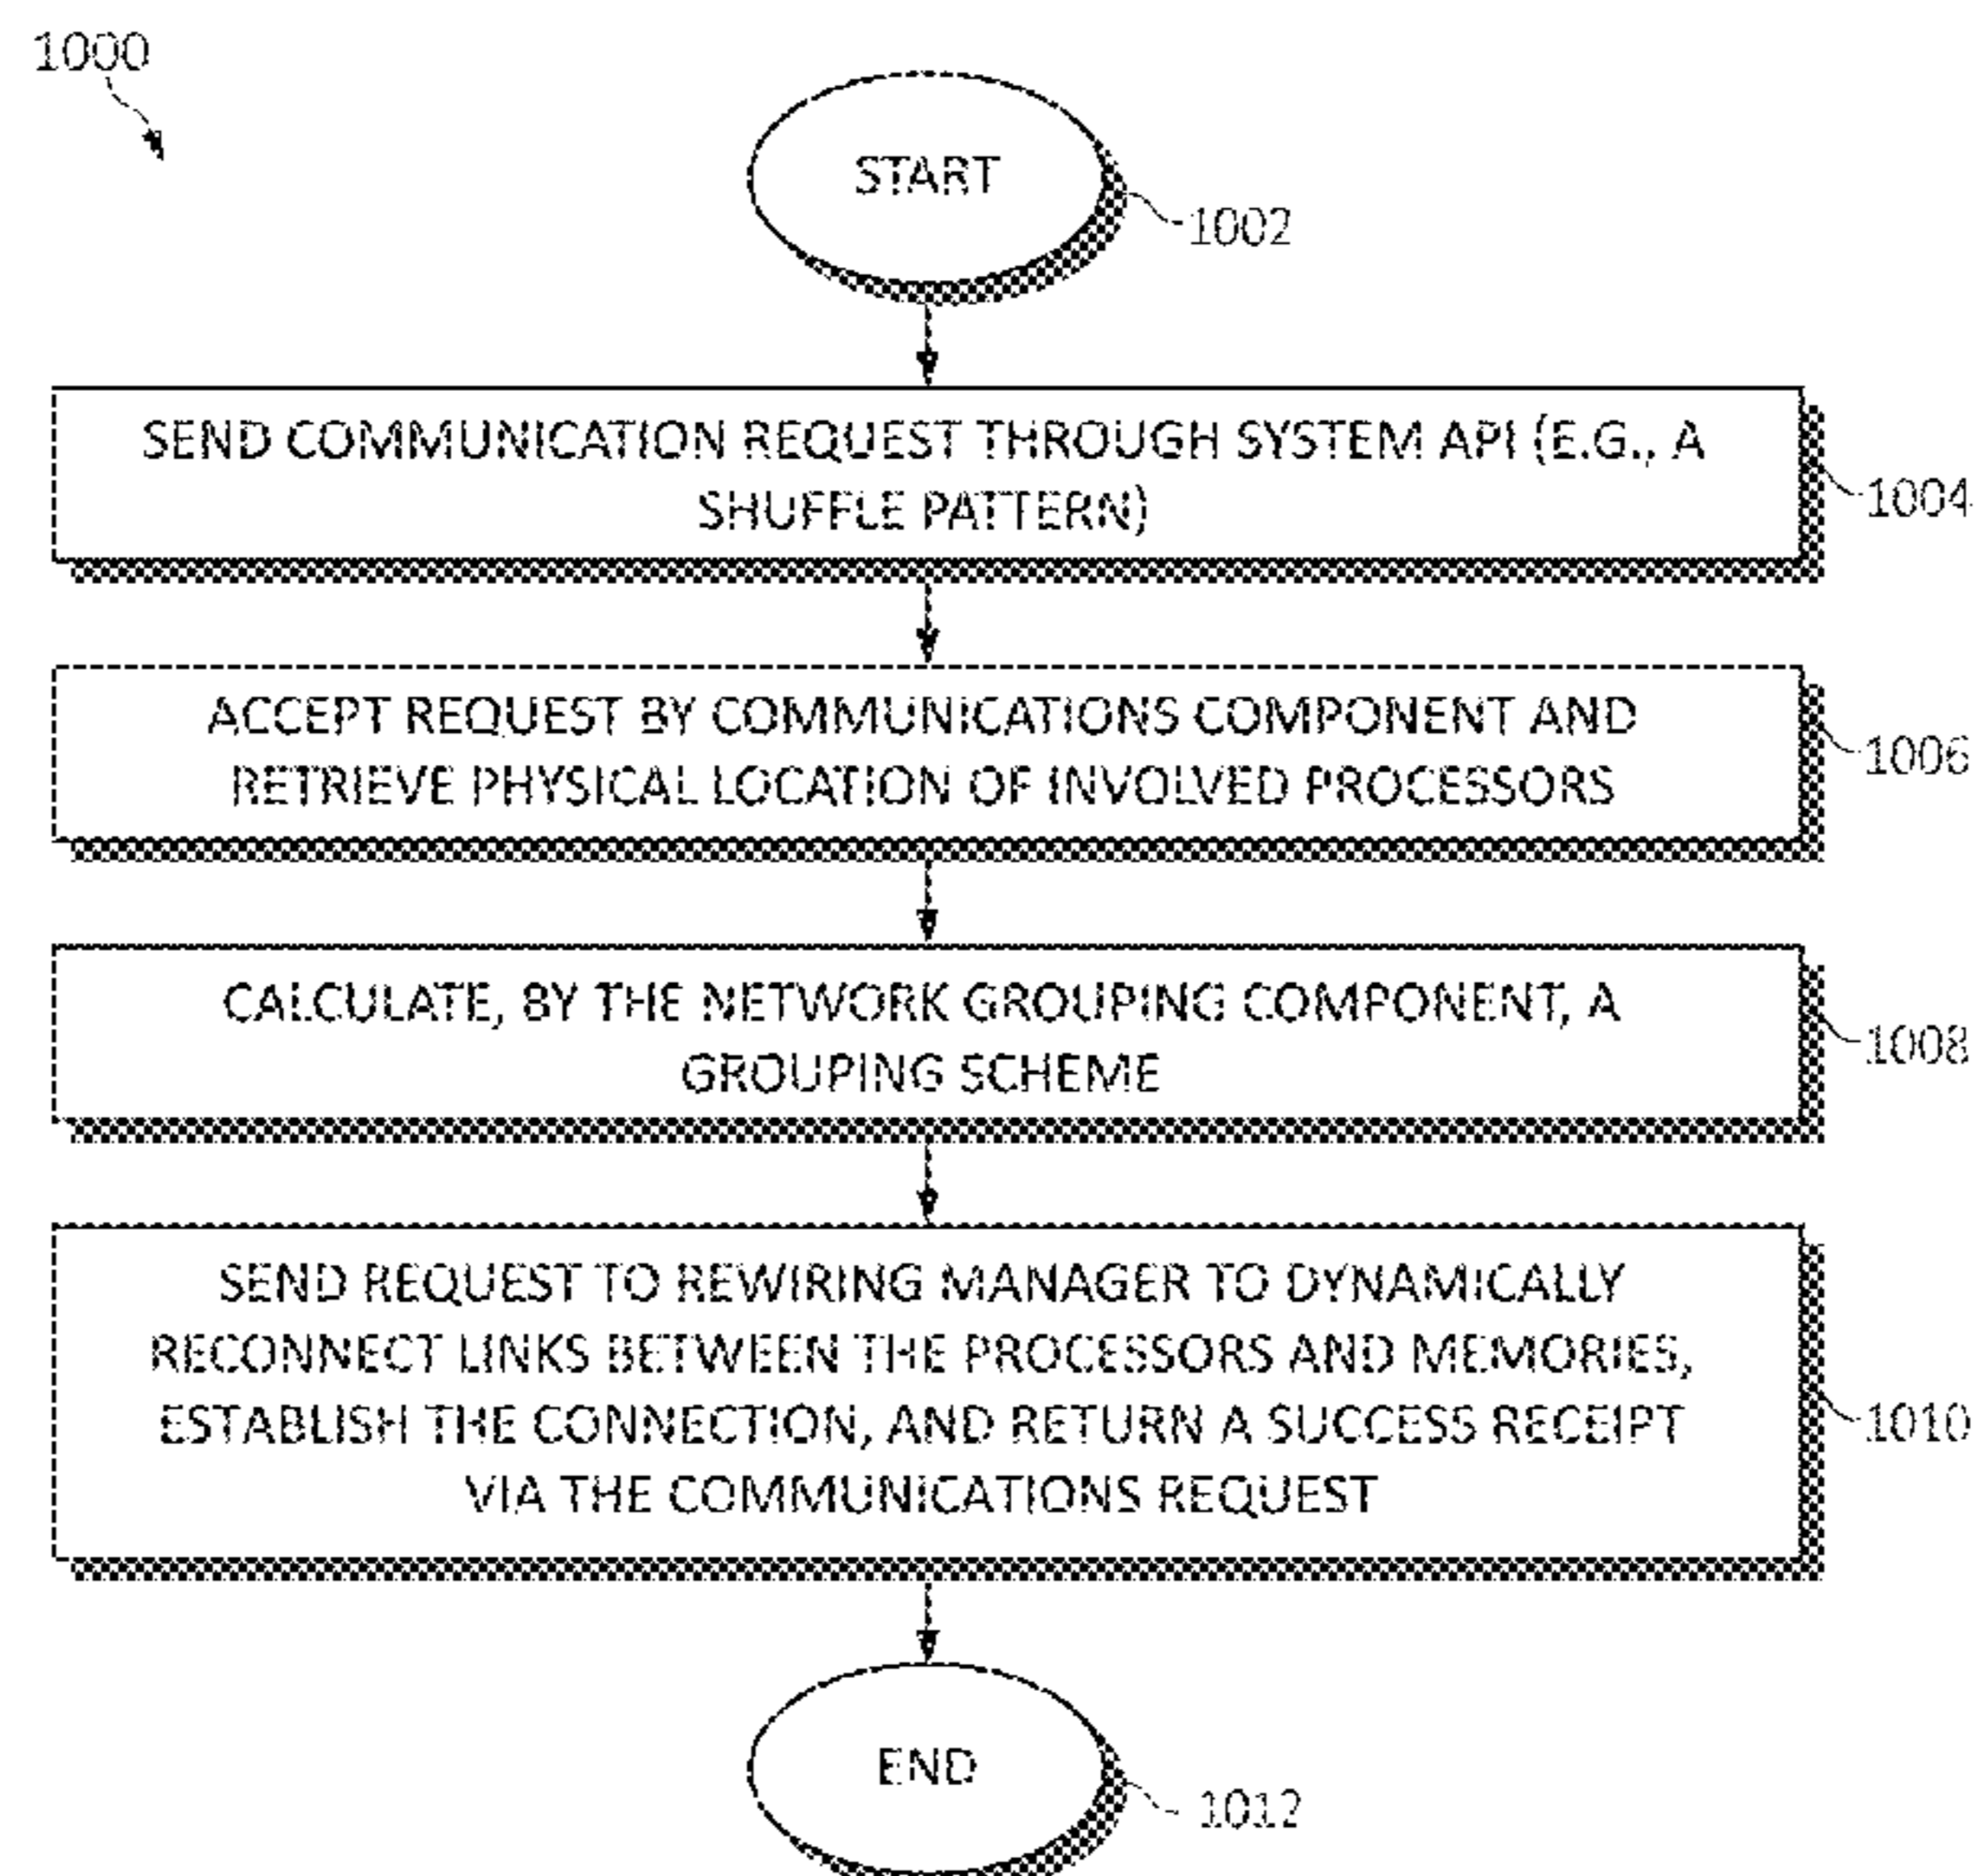 1000
START
1002
SEND COMMUNICATION REQUEST THROUGH SYSTEM API (E.G., A
SHUFFLE PATTERN)
1004
ACCEPT REQUEST BY COMMUNICATIONS COMPONENT AND
RETRIEVE PHYSICAL LOCATION OF INVOLVED PROCESSORS
1006
CALCULATE, BY THE NETWORK GROUPING COMPONENT, A
GROUPING SCHEME
1008
SEND REQUEST TO REWIRING MANAGER TO DYNAMICALLY
RECONNECT LINKS BETWEEN THE PROCESSORS AND MEMORIES,
ESTABLISH THE CONNECTION, AND RETURN A SUCCESS RECEIPT
VIA THE COMMUNICATIONS REQUEST
1010
END
1012